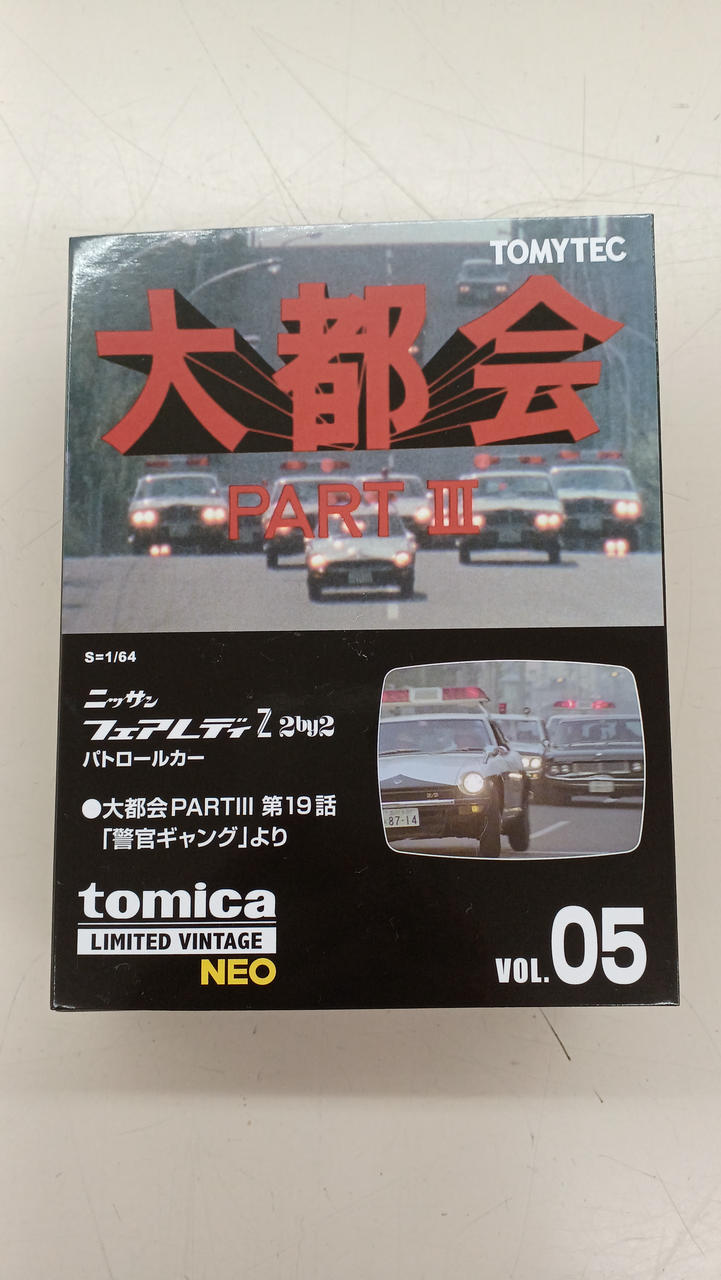 TOMYTEC
大都会
PART III
S=1/64
ニッサン
フェアレディZ 2by2
パトロールカー
●大都会PARTIII 第19話
「警官ギャング」より
87-14
tomica
LIMITED VINTAGE
NEO
VOL.05